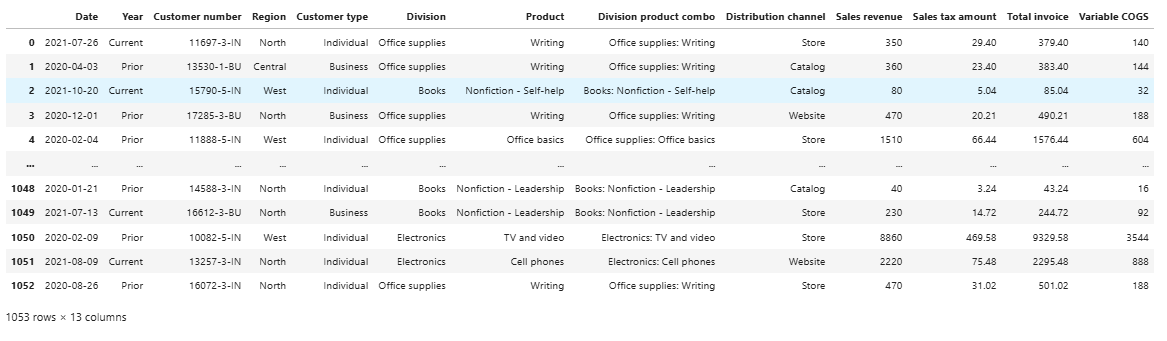 Date Year Customer number Region Customer type Division Product Division product combo Distribution channel Sales revenue Sales tax amount Total invoice Variable COGS
0 2021-07-26 Current 11697-3-IN North Individual Office supplies Writing Office supplies: Writing Store 350 29.40 379.40 140
1 2020-04-03 Prior 13530-1-BU Central Business Office supplies Writing Office supplies: Writing Catalog 360 23.40 383.40 144
2 2021-10-20 Current 15790-5-IN West Individual Books Nonfiction - Self-help Books: Nonfiction - Self-help Catalog 80 5.04 85.04 32
3 2020-12-01 Prior 17285-3-BU North Business Office supplies Writing Office supplies: Writing Website 470 20.21 490.21 188
4 2020-02-04 Prior 11888-5-IN West Individual Office supplies Office basics Office supplies: Office basics Store 1510 66.44 1576.44 604
... ... ... ... ... ... ... ... ... ... ... ... ... ...
1048 2020-01-21 Prior 14588-3-IN North Individual Books Nonfiction - Leadership Books: Nonfiction - Leadership Catalog 40 3.24 43.24 16
1049 2021-07-13 Current 16612-3-BU North Business Books Nonfiction - Leadership Books: Nonfiction - Leadership Store 230 14.72 244.72 92
1050 2020-02-09 Prior 10082-5-IN West Individual Electronics TV and video Electronics: TV and video Store 8860 469.58 9329.58 3544
1051 2021-08-09 Current 13257-3-IN North Individual Electronics Cell phones Electronics: Cell phones Website 2220 75.48 2295.48 888
1052 2020-08-26 Prior 16072-3-IN North Individual Office supplies Writing Office supplies: Writing Store 470 31.02 501.02 188
1053 rows × 13 columns